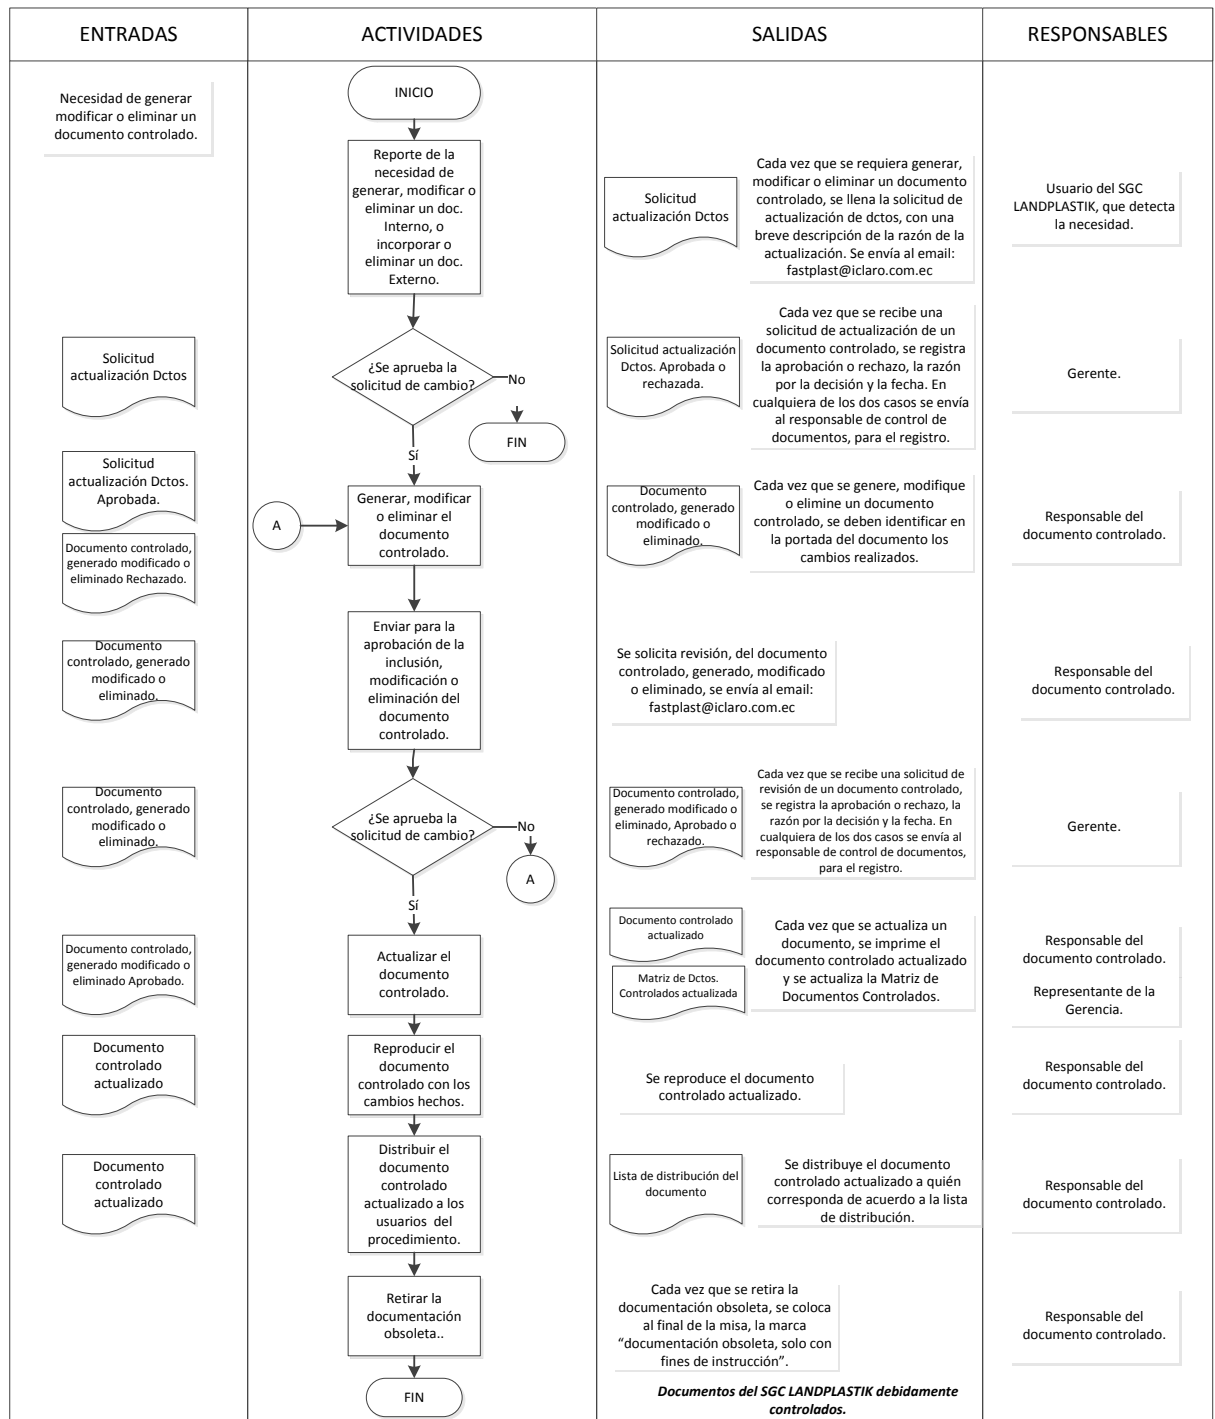 ENTRADAS
ACTIVIDADES
SALIDAS
RESPONSABLES
Necesidad de generar
modificar o eliminar un
documento controlado.
INICIO
Reporte de la
necesidad de
generar, modificar o
eliminar un doc.
Interno, o
incorporar o
eliminar un doc.
Externo.
Solicitud
actualización Dctos
Cada vez que se requiera generar,
modificar o eliminar un documento
controlado, se llena la solicitud de
actualización de dctos, con una
breve descripción de la razón de la
actualización. Se envía al email:
fastplast@iclaro.com.ec
Usuario del SGC
LANDPLASTIK, que detecta
la necesidad.
Solicitud
actualización Dctos
¿Se aprueba la
solicitud de cambio?
No
FIN
Sí
Solicitud actualización
Dctos. Aprobada o
rechazada.
Cada vez que se recibe una
solicitud de actualización de un
documento controlado, se registra
la aprobación o rechazo, la razón
por la decisión y la fecha. En
cualquiera de los dos casos se envía
al responsable de control de
documentos, para el registro.
Gerente.
Solicitud
actualización Dctos.
Aprobada.
Documento controlado,
generado modificado o
eliminado Rechazado.
A
Generar, modificar
o eliminar el
documento
controlado.
Documento
controlado, generado
modificado o
eliminado.
Cada vez que se genere, modifique
o elimine un documento
controlado, se deben identificar en
la portada del documento los
cambios realizados.
Responsable del
documento controlado.
Documento
controlado, generado
modificado o
eliminado.
Enviar para la
aprobación de la
inclusión,
modificación o
eliminación del
documento
controlado.
Se solicita revisión, del documento
controlado, generado, modificado
o eliminado, se envía al email:
fastplast@iclaro.com.ec
Responsable del
documento controlado.
Documento
controlado, generado
modificado o
eliminado.
¿Se aprueba la
solicitud de cambio?
No
A
Sí
Documento controlado,
generado modificado o
eliminado, Aprobado o
rechazado.
Cada vez que se recibe una solicitud de
revisión de un documento controlado,
se registra la aprobación o rechazo, la
razón por la decisión y la fecha. En
cualquiera de los dos casos se envía al
responsable de control de documentos,
para el registro.
Gerente.
Documento controlado,
generado modificado o
eliminado Aprobado.
Actualizar el
documento
controlado.
Documento controlado
actualizado
Matriz de Dctos.
Controlados actualizada
Cada vez que se actualiza un
documento, se imprime el
documento controlado actualizado
y se actualiza la Matriz de
Documentos Controlados.
Responsable del
documento controlado.
Representante de la
Gerencia.
Documento
controlado
actualizado
Reproducir el
documento
controlado con los
cambios hechos.
Se reproduce el documento
controlado actualizado.
Responsable del
documento controlado.
Documento
controlado
actualizado
Distribuir el
documento
controlado
actualizado a los
usuarios del
procedimiento.
Lista de distribución del
documento
Se distribuye el documento
controlado actualizado a quién
corresponda de acuerdo a la lista
de distribución.
Responsable del
documento controlado.
Retirar la
documentación
obsoleta..
Cada vez que se retira la
documentación obsoleta, se coloca
al final de la misa, la marca
“documentación obsoleta, solo con
fines de instrucción”.
Responsable del
documento controlado.
FIN
Documentos del SGC LANDPLASTIK debidamente
controlados.